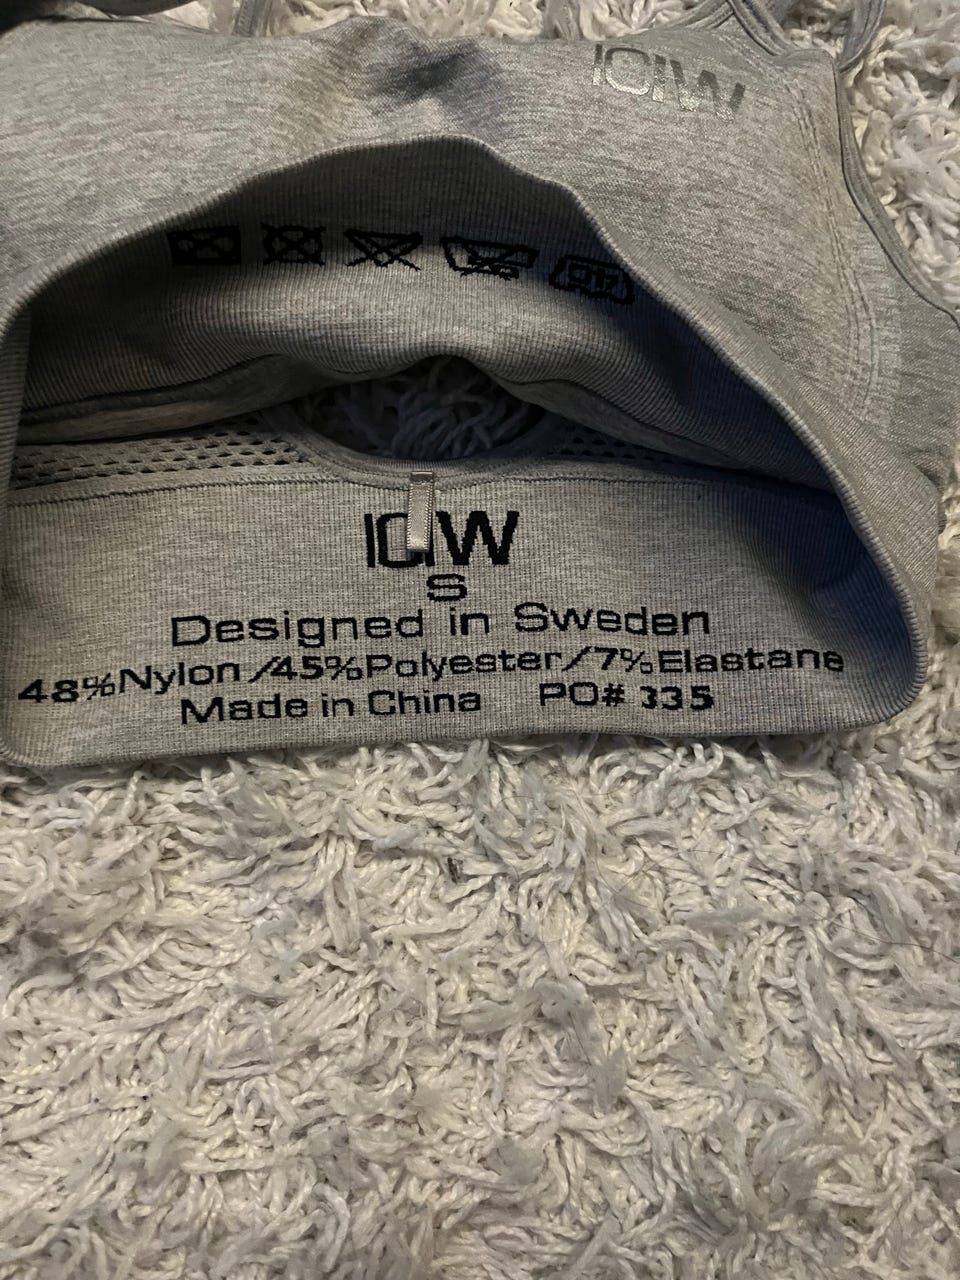 ICIW
ICIW
S
Designed in Sweden
48%Nylon/45%Polyester/7%Elastane
Made in China PO# 335